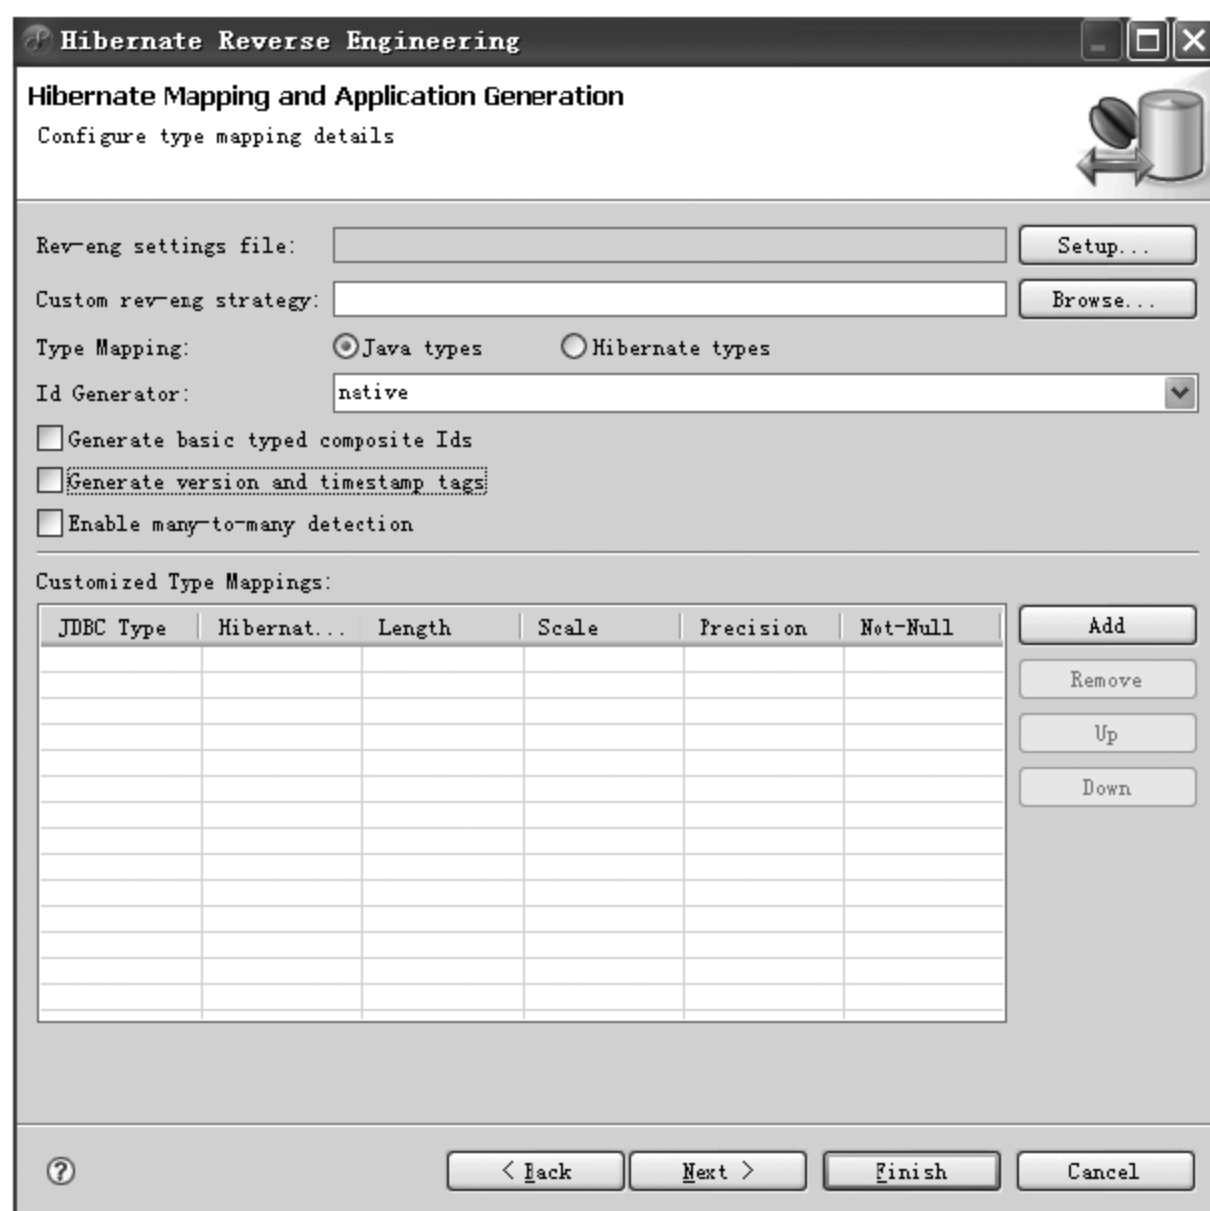 Hibernate Reverse Engineering
Hibernate Mapping and Application Generation
Configure type mapping details
Rev-eng settings file:
Setup...
Custom rev-eng strategy:
Browse...
Type Mapping:
Java types
Hibernate types
Id Generator:
native
Generate basic typed composite Ids
Generate version and timestamp tags
Enable many-to-many detection
Customized Type Mappings:
JDBC Type Hibernat... Length Scale Precision Not-Null
Add
Remove
Up
Down
?
< Back
Next >
Finish
Cancel